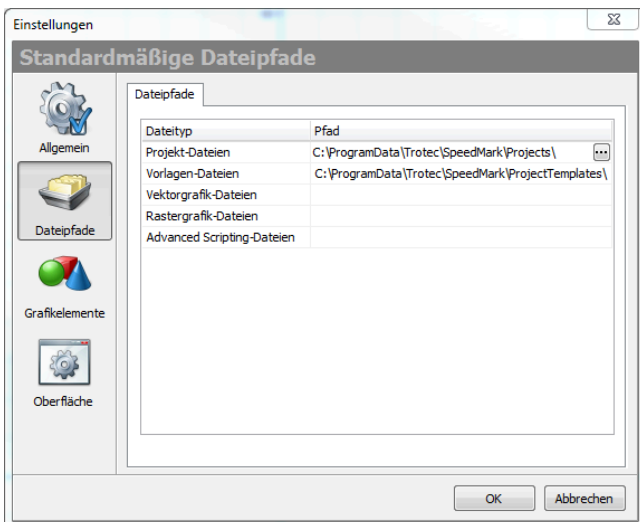 Einstellungen
Standardmäßige Dateipfade
Allgemein
Dateipfade
Grafikelemente
Oberfläche
Dateipfade
Dateityp Pfad
Projekt-Dateien C:\ProgramData\Trotec\SpeedMark\Projects\ ...
Vorlagen-Dateien C:\ProgramData\Trotec\SpeedMark\ProjectTemplates\
Vektorgrafik-Dateien
Rastergrafik-Dateien
Advanced Scripting-Dateien
OK Abbrechen